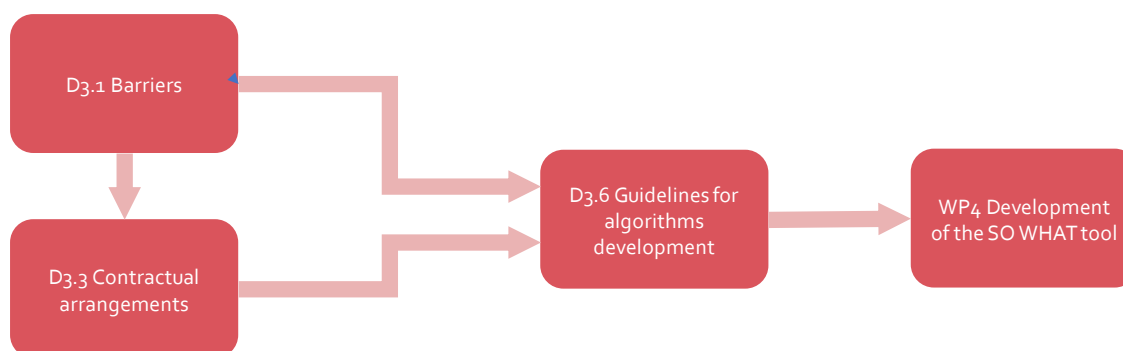 D3.1 Barriers
D3.3 Contractual
arrangements
D3.6 Guidelines for
algorithms
development
WP4 Development
of the SO WHAT tool